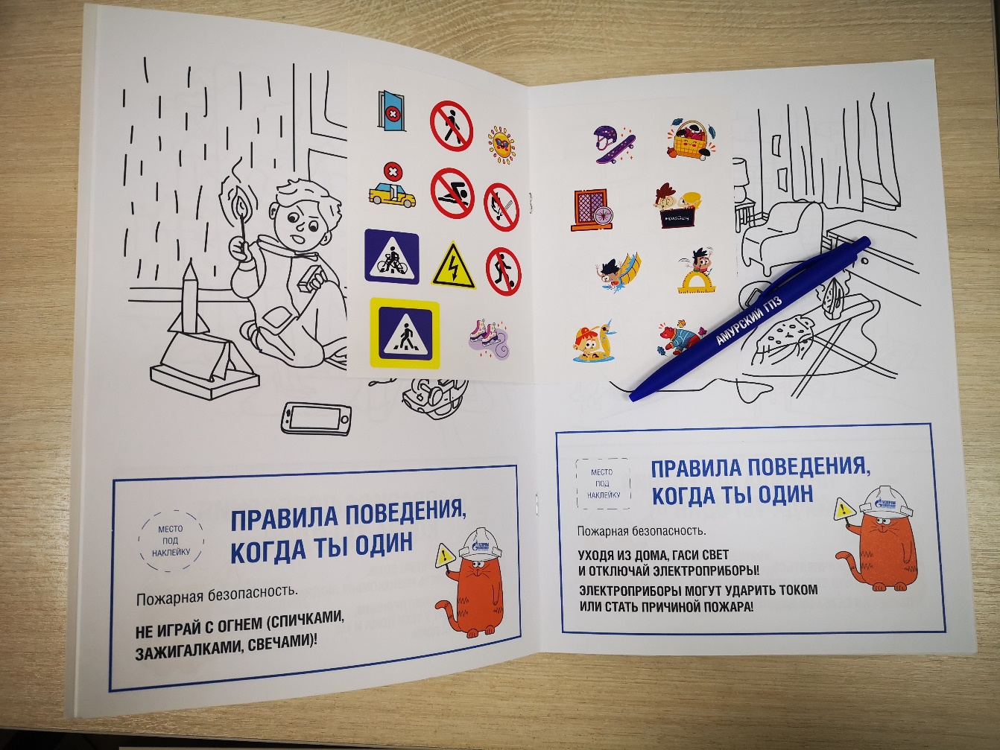 МЕСТО
ПОД
НАКЛЕЙКУ
ПРАВИЛА ПОВЕДЕНИЯ,
КОГДА ТЫ ОДИН
Пожарная безопасность.
НЕ ИГРАЙ С ОГНЕМ (СПИЧКАМИ,
ЗАЖИГАЛКАМИ, СВЕЧАМИ)!
ГАЗПРОМ
АМУРСКИЙ ГПЗ
МЕСТО
ПОД
НАКЛЕЙКУ
ПРАВИЛА ПОВЕДЕНИЯ,
КОГДА ТЫ ОДИН
Пожарная безопасность.
УХОДЯ ИЗ ДОМА, ГАСИ СВЕТ
И ОТКЛЮЧАЙ ЭЛЕКТРОПРИБОРЫ!
ЭЛЕКТРОПРИБОРЫ МОГУТ УДАРИТЬ ТОКОМ
ИЛИ СТАТЬ ПРИЧИНОЙ ПОЖАРА!
ГАЗПРОМ